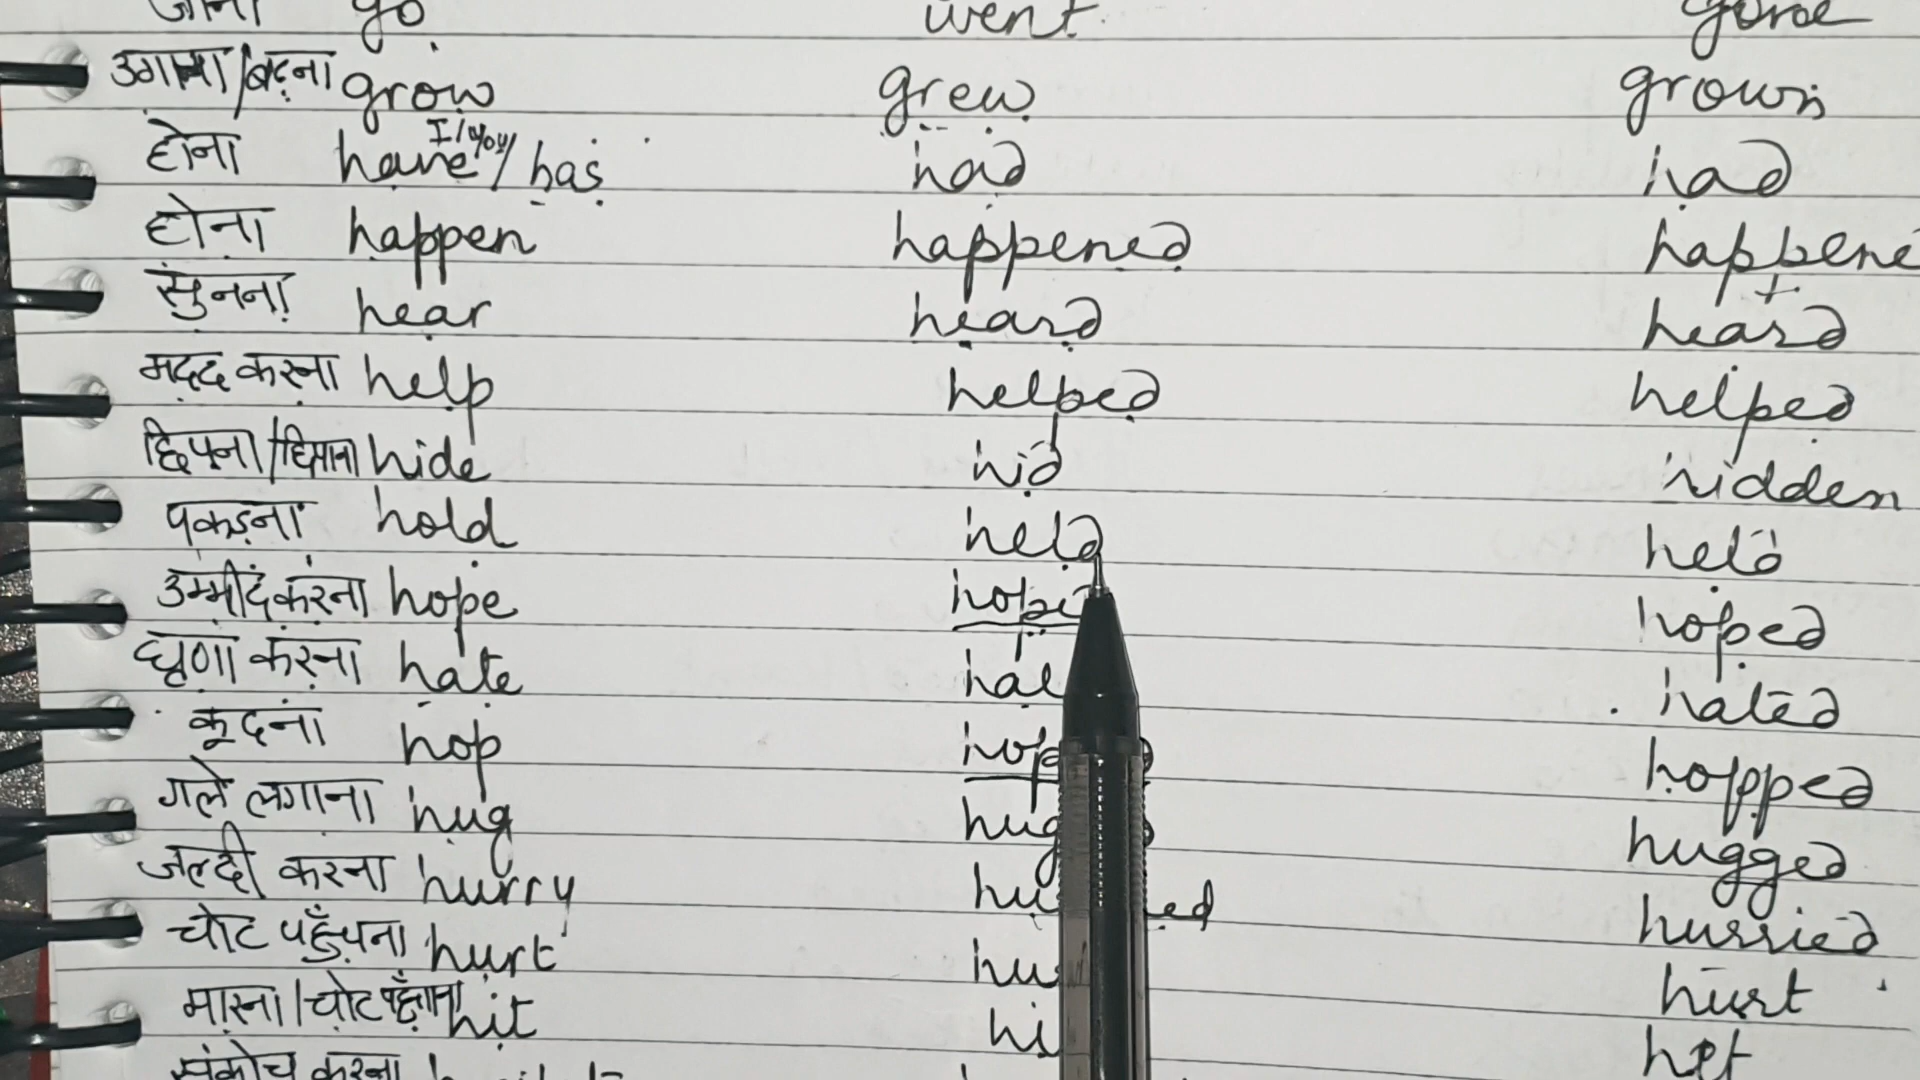 जाना go went gone
उगाना/बढ़ना grow grew grown
होना have I/you/ has had had
होना happen happened happene
सुनना hear heard heard
मदद करना help helped helped
छिपना/छिपाना hide hid hidden
पकड़ना hold held held
उम्मीद करना hope hoped
घृणा करना hate hated
कूदना hop hopped
गले लगाना hug hugged
जल्दी करना hurry hurried
चोट पहुँचना hurt hurt
मारना/चोट पहुँचाना hit hit
संकोच करना